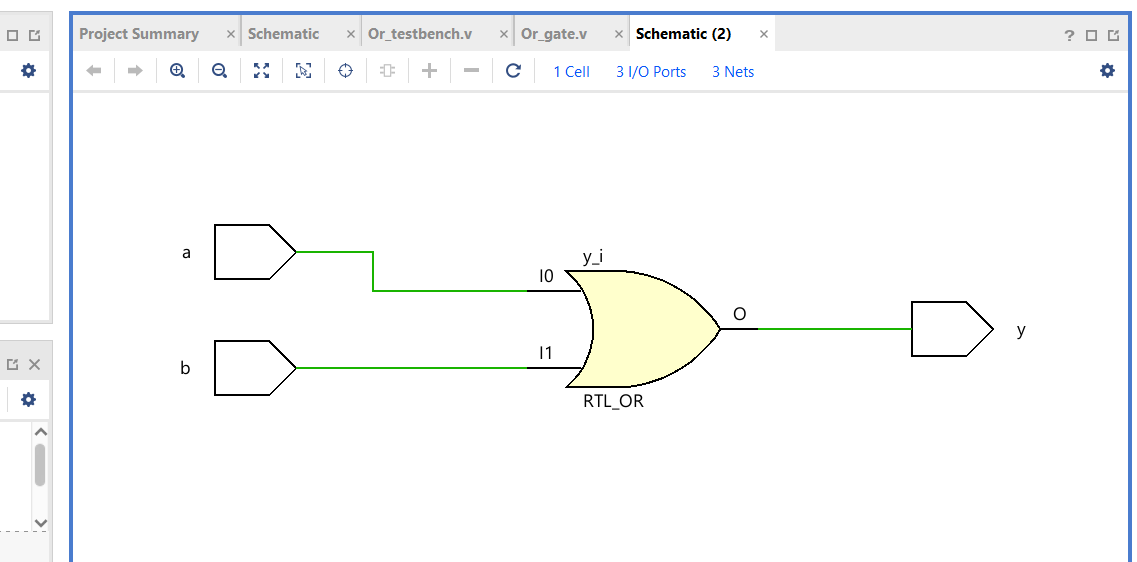 Project Summary × Schematic × Or_testbench.v × Or_gate.v × Schematic (2) × ?
1 Cell 3 I/O Ports 3 Nets
y_i
a
I0
O
y
I1
b
RTL_OR